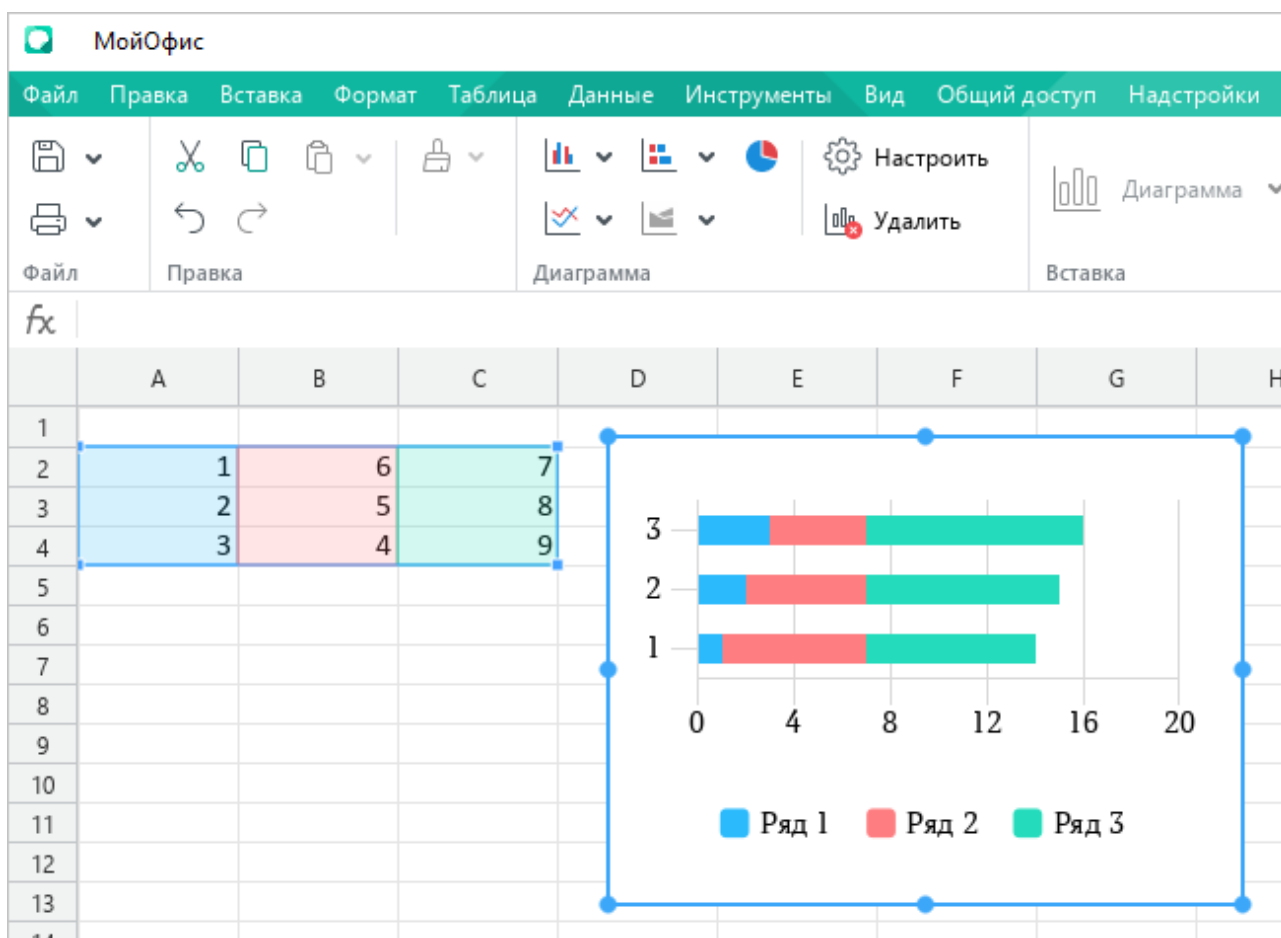 МойОфис
Файл Правка Вставка Формат Таблица Данные Инструменты Вид Общий доступ Надстройки
Настроить
Диаграмма
Удалить
Файл Правка Диаграмма Вставка
fx
A B C D E F G H
1
2 1 6 7
3 2 5 8
4 3 4 9
5
6
7
8
9
10
11
12
13
3
2
1
0 4 8 12 16 20
Ряд 1 Ряд 2 Ряд 3